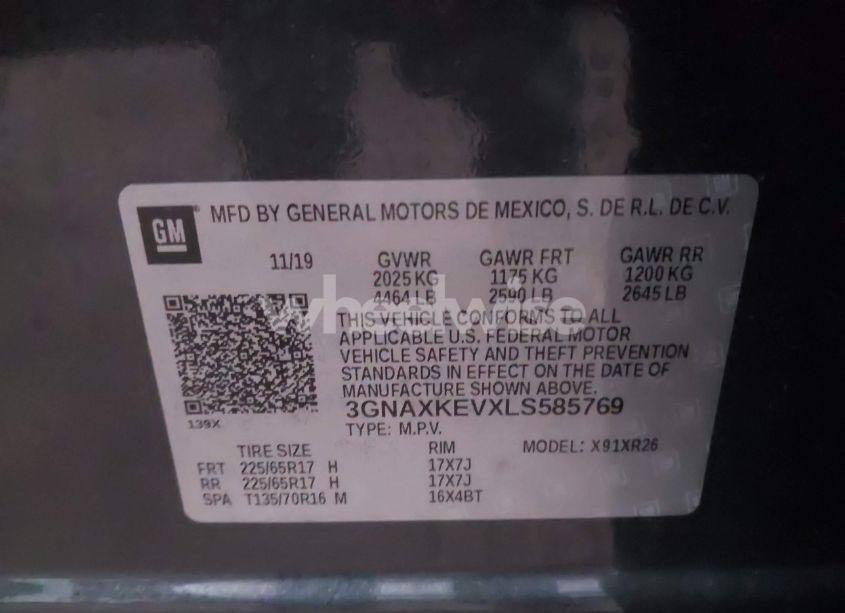 GM
MFD BY GENERAL MOTORS DE MEXICO, S. DE R.L. DE C.V.
11/19 GVWR GAWR FRT GAWR RR
2025 KG 1175 KG 1200 KG
4464 LB 2590 LB 2645 LB
wheelwire
THIS VEHICLE CONFORMS TO ALL
APPLICABLE U.S. FEDERAL MOTOR
VEHICLE SAFETY AND THEFT PREVENTION
STANDARDS IN EFFECT ON THE DATE OF
MANUFACTURE SHOWN ABOVE.
3GNAXKEVXLS585769
139X
TYPE: M.P.V.
TIRE SIZE RIM MODEL: X91XR26
FRT 225/65R17 H 17X7J
RR 225/65R17 H 17X7J
SPA T135/70R16 M 16X4BT